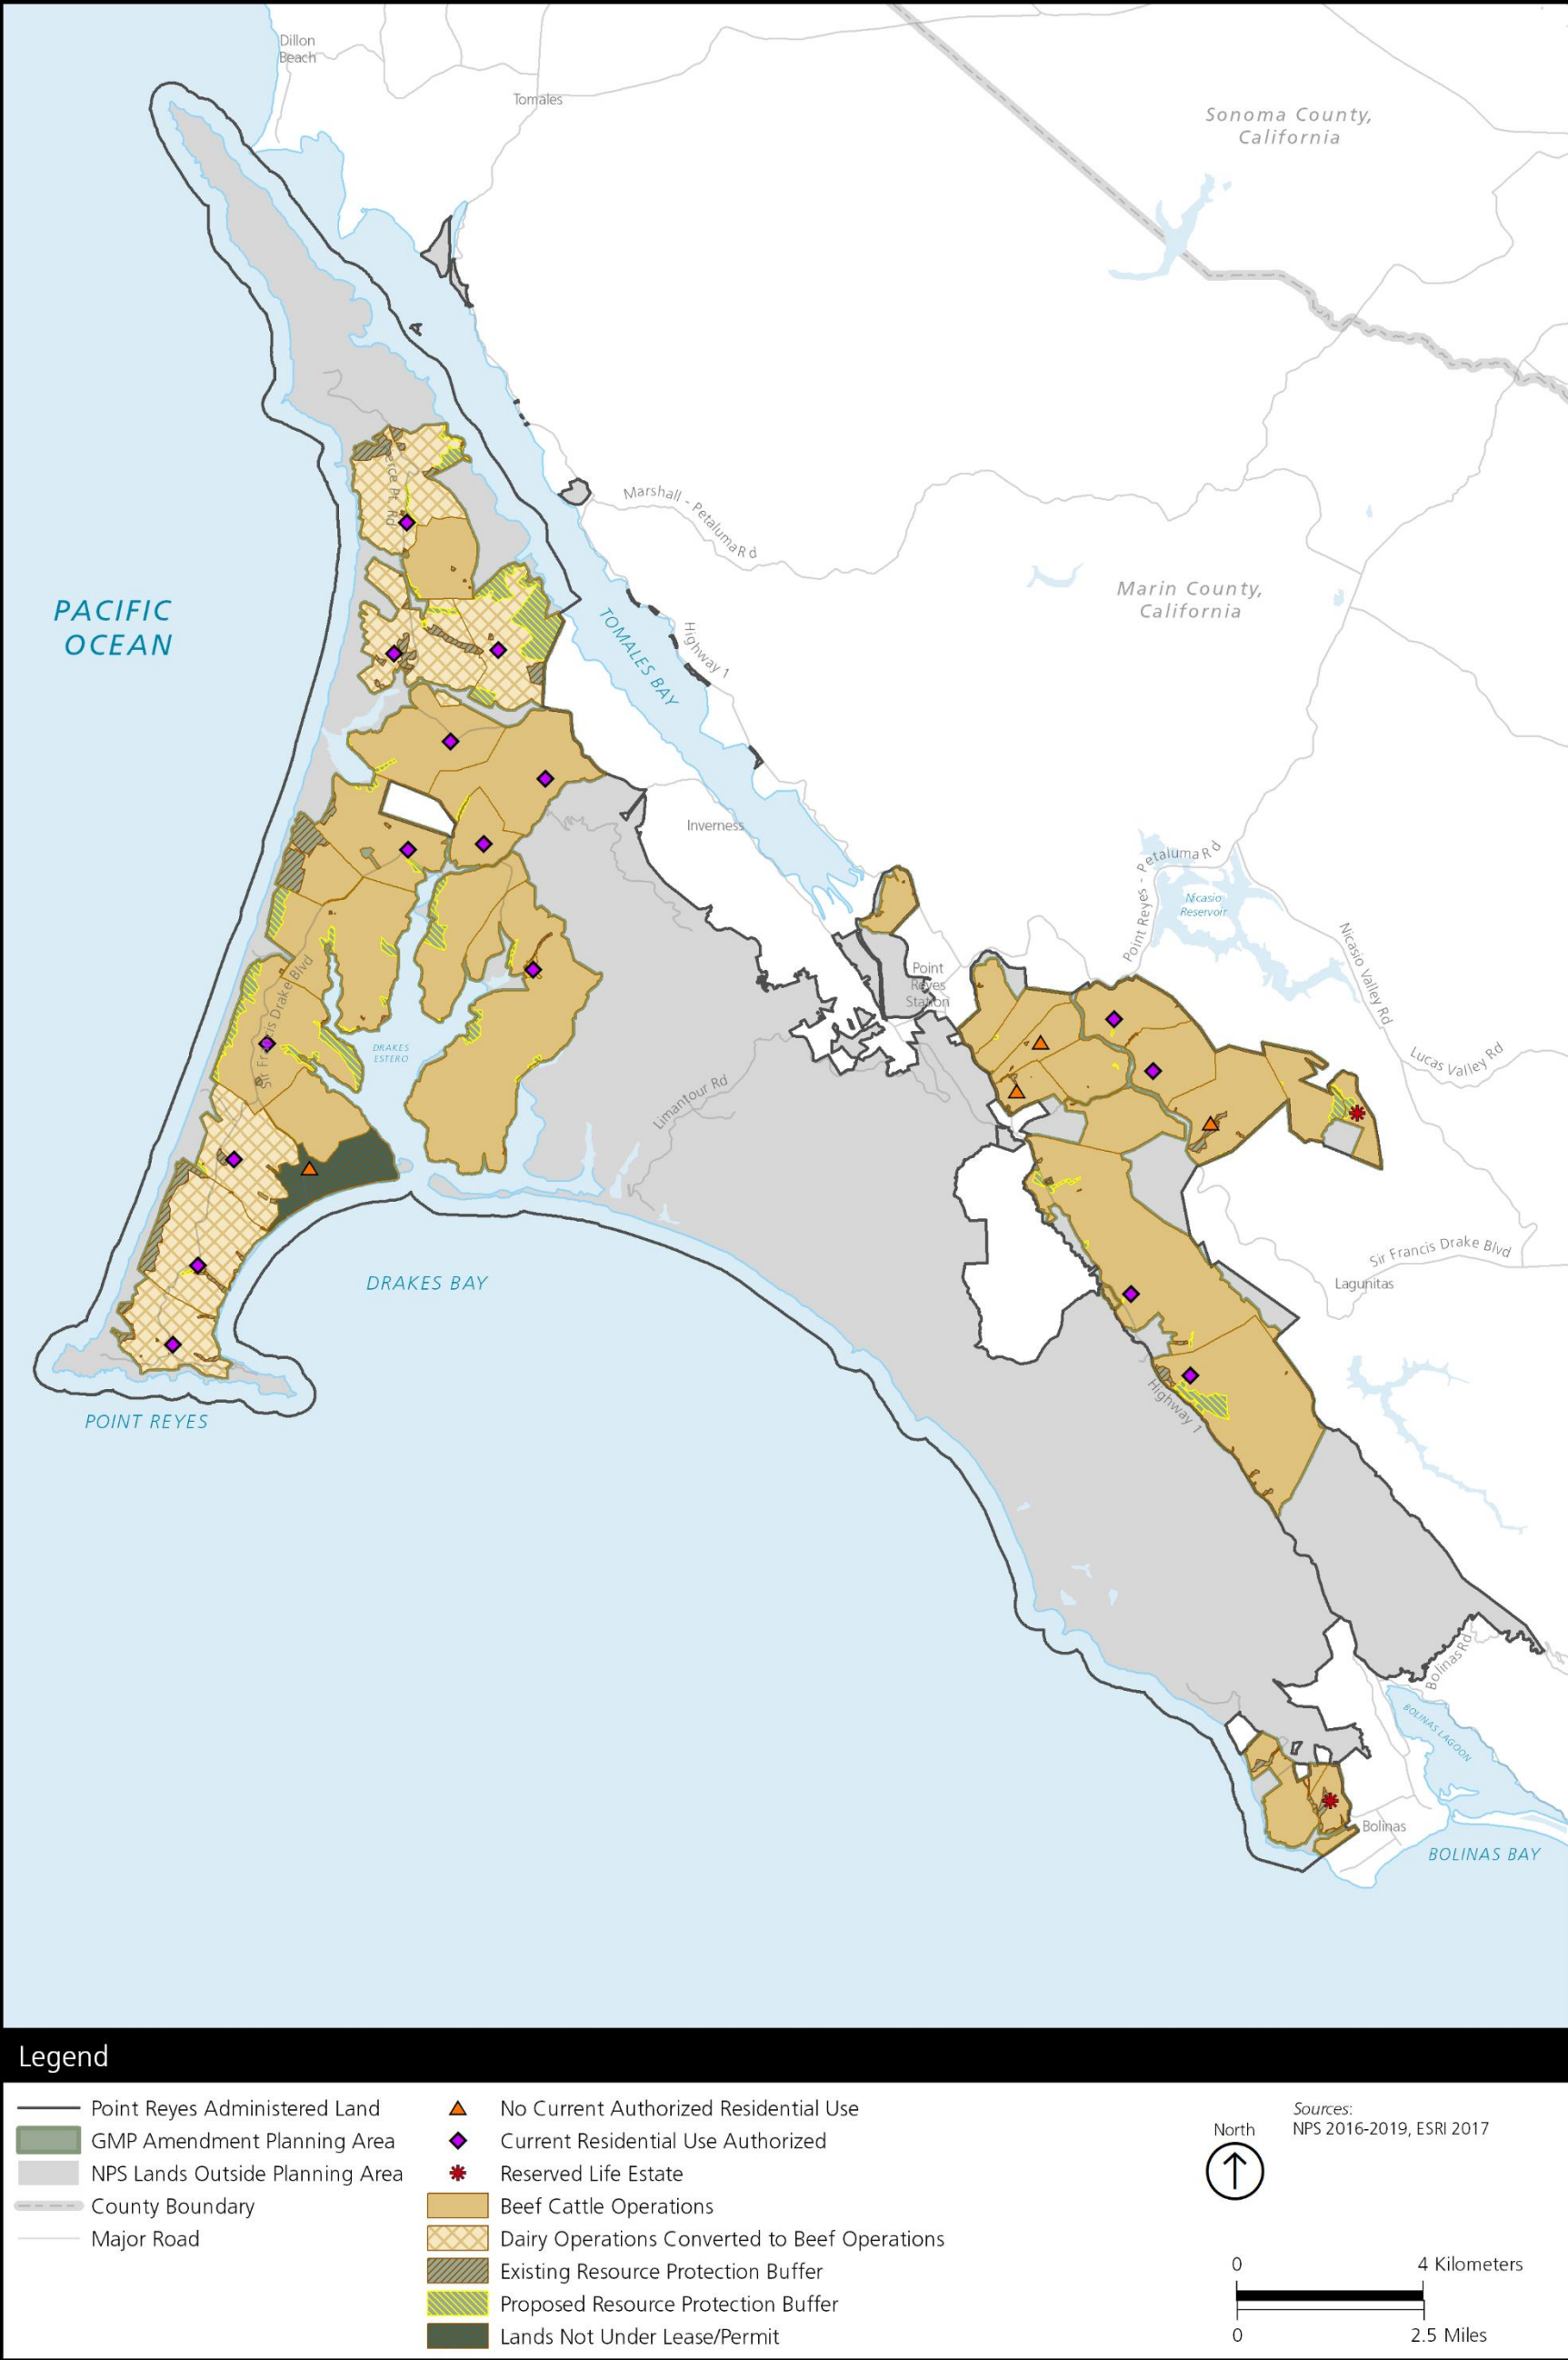 Dillon
Beach
Tomales
Sonoma County,
California
Marshall - Petaluma Rd
PACIFIC
OCEAN
Marin County,
California
TOMALES BAY
Highway 1
Inverness
Point Reyes - Petaluma Rd
Nicasio
Reservoir
Nicasio Valley Rd
Point
Reyes
Station
Sir Francis Drake Blvd
DRAKES
ESTERO
Lucas Valley Rd
Limantour Rd
Sir Francis Drake Blvd
Lagunitas
DRAKES BAY
POINT REYES
Highway 1
Bolinas Rd
BOLINAS LAGOON
Bolinas
BOLINAS BAY
Legend
Point Reyes Administered Land
GMP Amendment Planning Area
NPS Lands Outside Planning Area
County Boundary
Major Road
No Current Authorized Residential Use
Current Residential Use Authorized
Reserved Life Estate
Beef Cattle Operations
Dairy Operations Converted to Beef Operations
Existing Resource Protection Buffer
Proposed Resource Protection Buffer
Lands Not Under Lease/Permit
North
Sources:
NPS 2016-2019, ESRI 2017
0 4 Kilometers
0 2.5 Miles